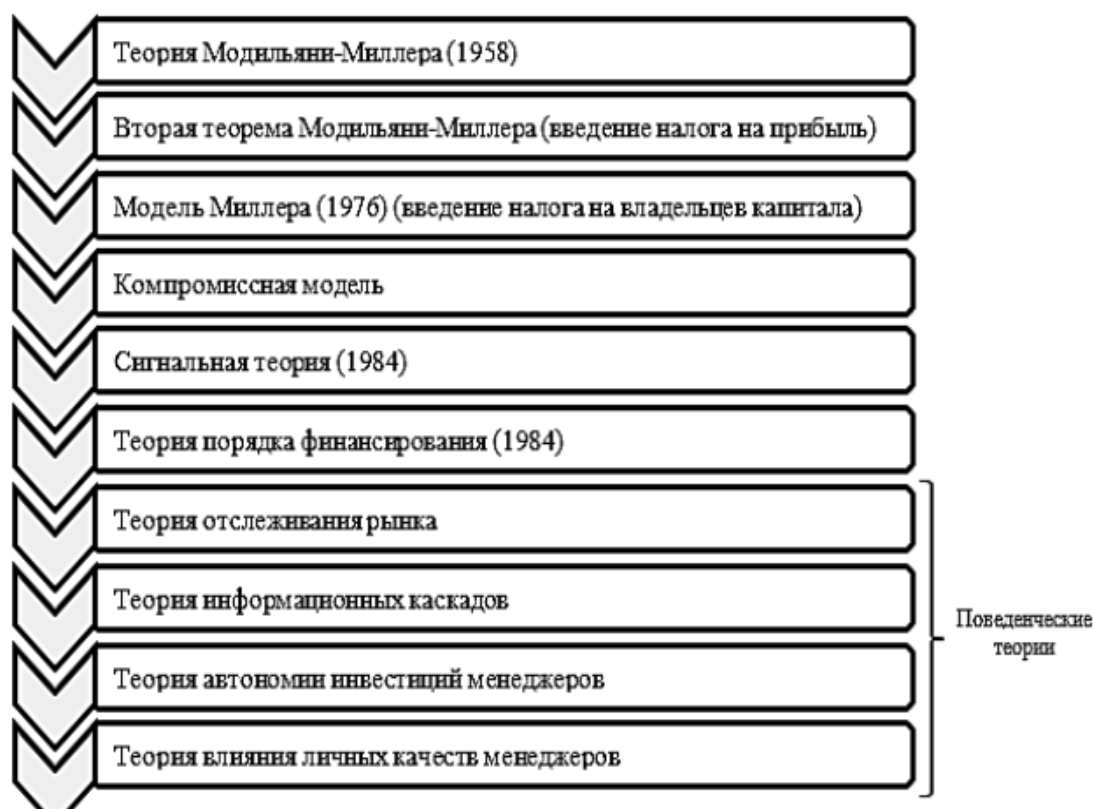 Теория Модильяни-Миллера (1958)
Вторая теорема Модильяни-Миллера (введение налога на прибыль)
Модель Миллера (1976) (введение налога на владельцев капитала)
Компромиссная модель
Сигнальная теория (1984)
Теория порядка финансирования (1984)
Теория отслеживания рынка
Теория информационных каскадов
Теория автономии инвестиций менеджеров
Теория влияния личных качеств менеджеров
Поведенческие
теории